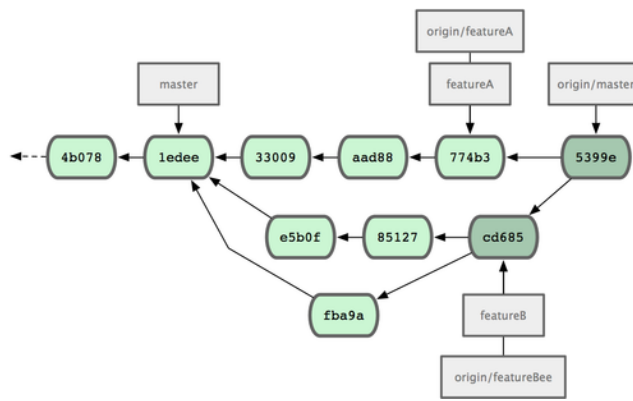 origin/featureA
master
featureA
origin/master
4b078
1edee
33009
aad88
774b3
5399e
e5b0f
85127
cd685
fba9a
featureB
origin/featureBee